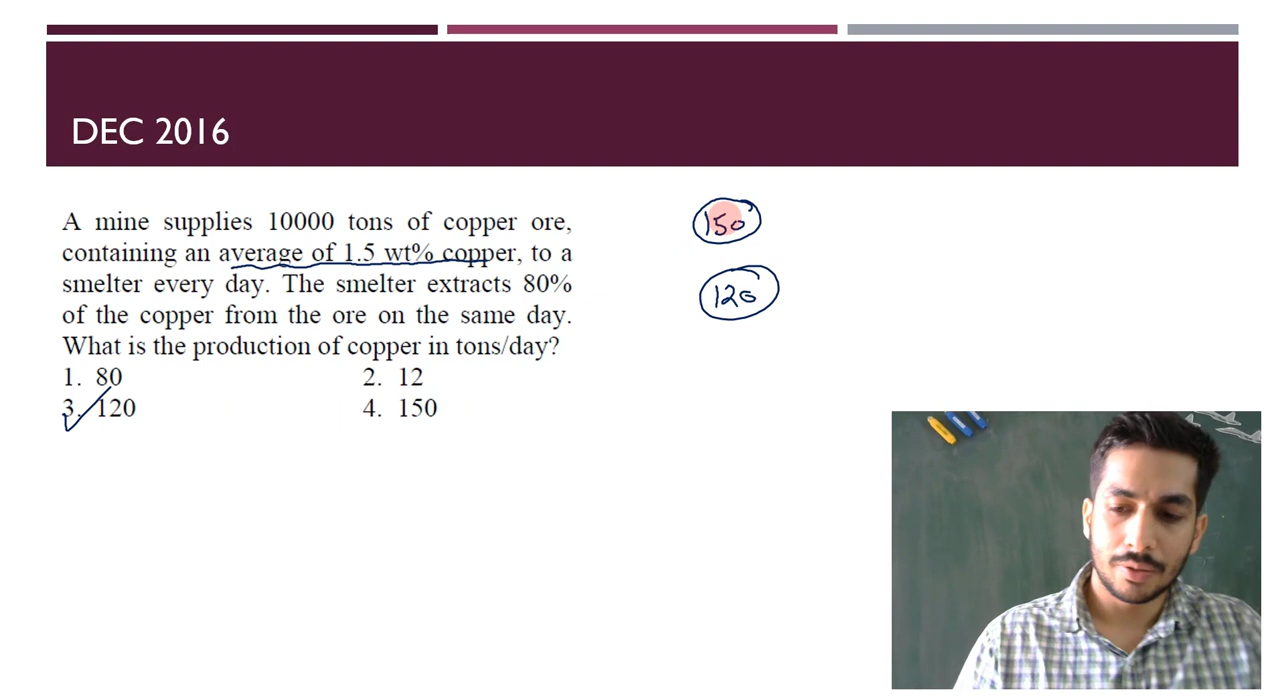 DEC 2016
A mine supplies 10000 tons of copper ore,
containing an average of 1.5 wt% copper, to a
smelter every day. The smelter extracts 80%
of the copper from the ore on the same day.
What is the production of copper in tons/day?
1. 80 2. 12
3. 120 4. 150
150
120